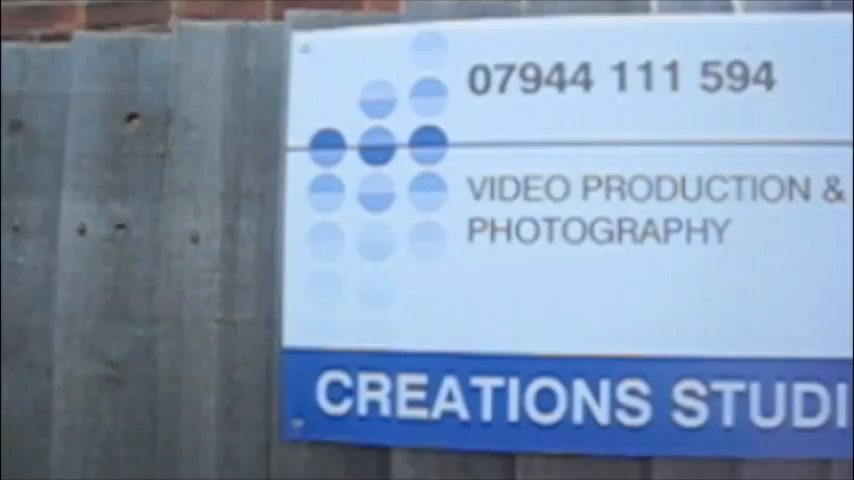 07944 111 594
VIDEO PRODUCTION &
PHOTOGRAPHY
CREATIONS STUDI